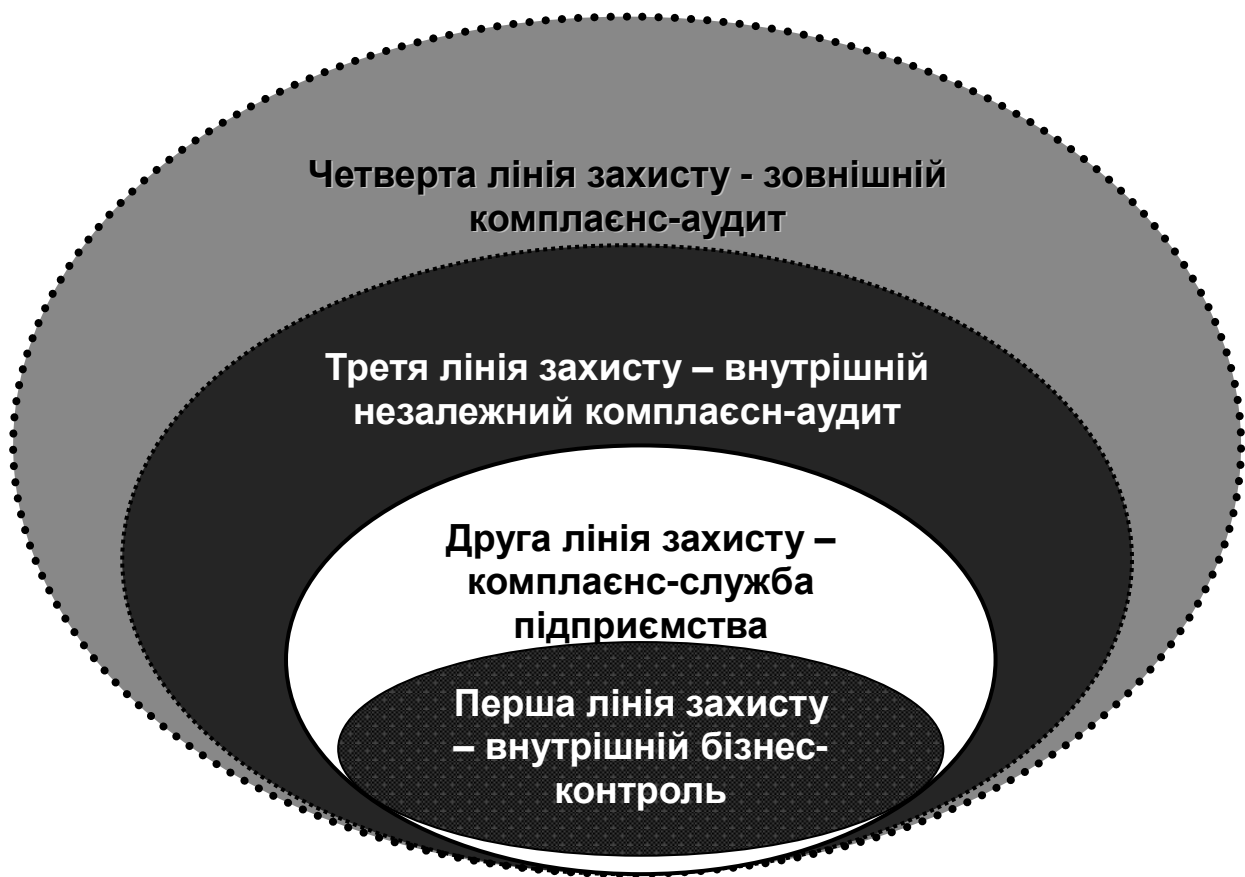 Четверта лінія захисту - зовнішній
комплаєнс-аудит
Третя лінія захисту – внутрішній
незалежний комплаєсн-аудит
Друга лінія захисту –
комплаєнс-служба
підприємства
Перша лінія захисту
– внутрішній бізнес-
контроль